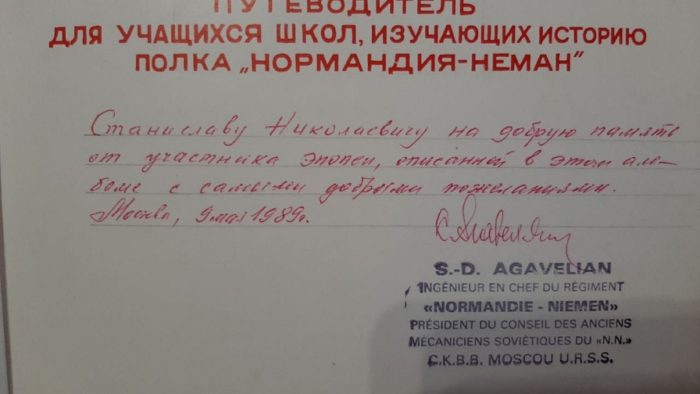 ПУТЕВОДИТЕЛЬ
ДЛЯ УЧАЩИХСЯ ШКОЛ, ИЗУЧАЮЩИХ ИСТОРИЮ
ПОЛКА „НОРМАНДИЯ-НЕМАН"
Станиславу Николаевичу на добрую память
от участника эпопеи, описанной в этом аль-
боме с самыми добрыми пожеланиями.
Москва, 9 мая 1989г.
С. Агавелян
S.-D. AGAVELIAN
INGÉNIEUR EN CHEF DU RÉGIMENT
«NORMANDIE - NIEMEN»
PRÉSIDENT DU CONSEIL DES ANCIENS
MÉCANICIENS SOVIÉTIQUES DU «N.N.»
C.K.B.B. MOSCOU U.R.S.S.